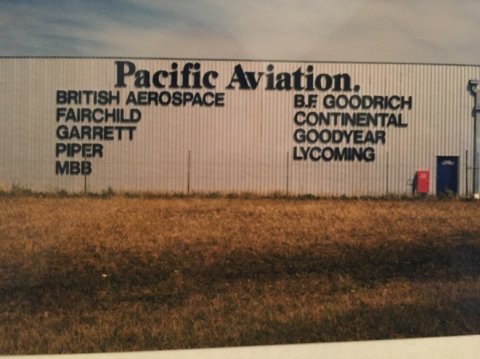 Pacific Aviation.
BRITISH AEROSPACE
FAIRCHILD
GARRETT
PIPER
MBB
B.F. GOODRICH
CONTINENTAL
GOODYEAR
LYCOMING